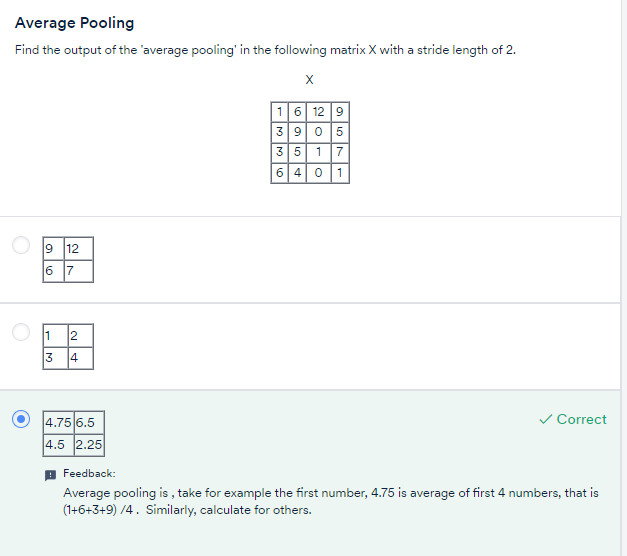 Average Pooling
Find the output of the 'average pooling' in the following matrix X with a stride length of 2.
X
1 6 12 9
3 9 0 5
3 5 1 7
6 4 0 1
9 12
6 7
1 2
3 4
4.75 6.5
4.5 2.25
✓ Correct
Feedback:
Average pooling is , take for example the first number, 4.75 is average of first 4 numbers, that is
(1+6+3+9) /4 . Similarly, calculate for others.